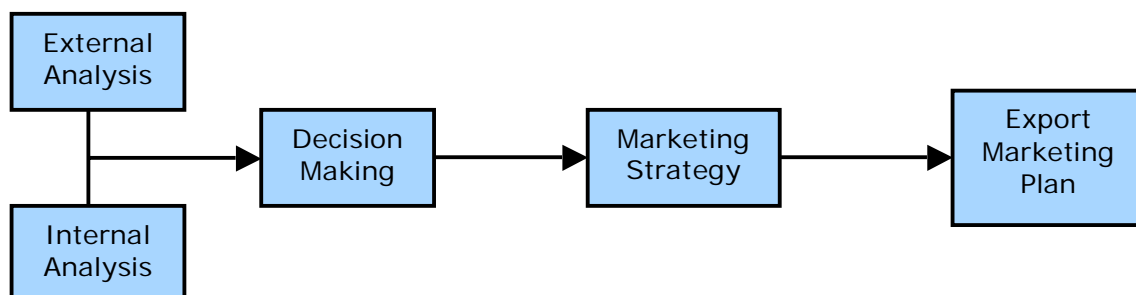 External
Analysis
Internal
Analysis
Decision
Making
Marketing
Strategy
Export
Marketing
Plan